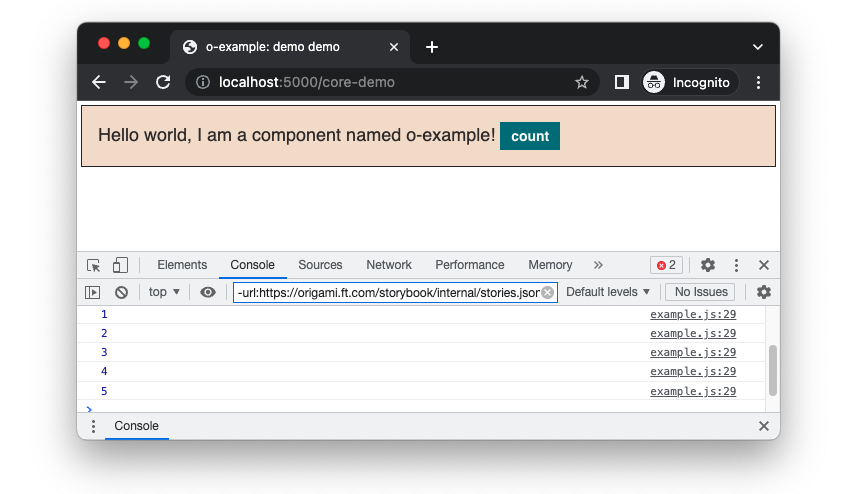 o-example: demo demo
localhost:5000/core-demo
Incognito
Hello world, I am a component named o-example! count
Elements Console Sources Network Performance Memory » 2
top ▼ -url:https://origami.ft.com/storybook/internal/stories.json Default levels ▼ No Issues
1 example.js:29
2 example.js:29
3 example.js:29
4 example.js:29
5 example.js:29
Console